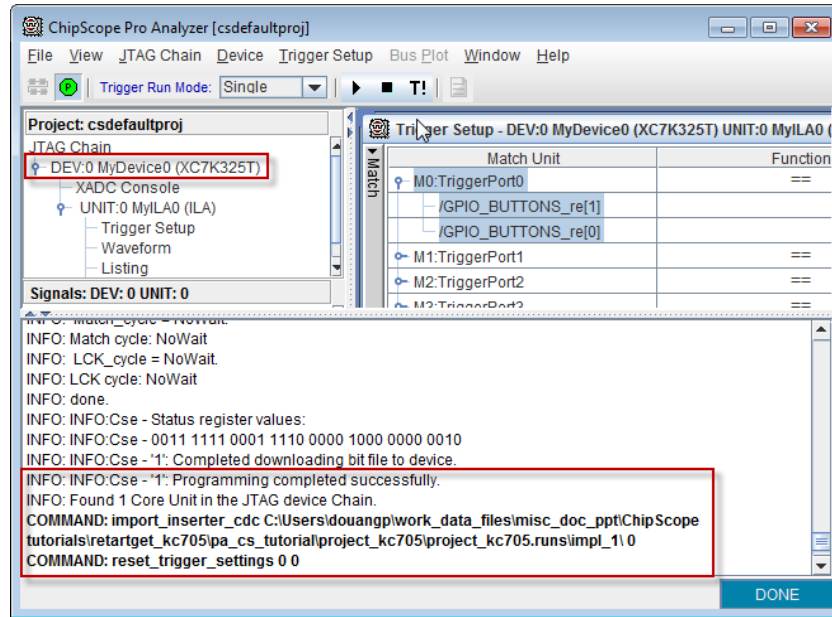 ChipScope Pro Analyzer [csdefaultproj]
File View JTAG Chain Device Trigger Setup Bus Plot Window Help
P Trigger Run Mode: Single T!
Project: csdefaultproj
JTAG Chain
DEV:0 MyDevice0 (XC7K325T)
XADC Console
UNIT:0 MyILA0 (ILA)
Trigger Setup
Waveform
Listing
Signals: DEV: 0 UNIT: 0
Trigger Setup - DEV:0 MyDevice0 (XC7K325T) UNIT:0 MyILA0 (
Match
Match Unit Function
M0:TriggerPort0 ==
/GPIO_BUTTONS_re[1]
/GPIO_BUTTONS_re[0]
M1:TriggerPort1 ==
M2:TriggerPort2 ==
M3:TriggerPort3 ==
INFO: Match_cycle = NoWait.
INFO: Match cycle: NoWait
INFO: LCK_cycle = NoWait.
INFO: LCK cycle: NoWait
INFO: done.
INFO: INFO:Cse - Status register values:
INFO: INFO:Cse - 0011 1111 0001 1110 0000 1000 0000 0010
INFO: INFO:Cse - '1': Completed downloading bit file to device.
INFO: INFO:Cse - '1': Programming completed successfully.
INFO: Found 1 Core Unit in the JTAG device Chain.
COMMAND: import_inserter_cdc C:\Users\douangp\work_data_files\misc_doc_ppt\ChipScope
tutorials\retartget_kc705\pa_cs_tutorial\project_kc705\project_kc705.runs\impl_1\ 0
COMMAND: reset_trigger_settings 0 0
DONE